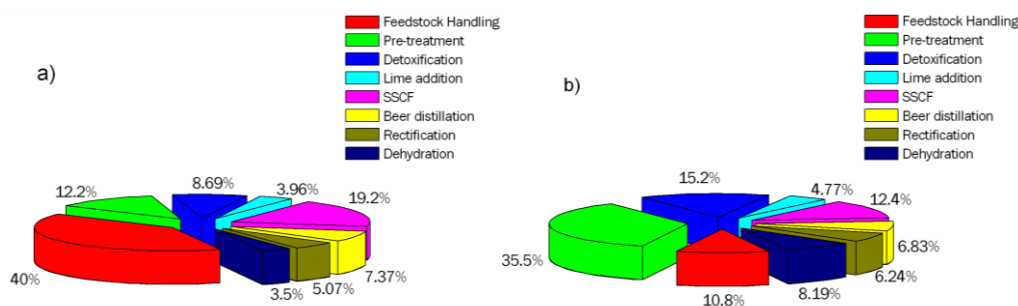 a)
Feedstock Handling
Pre-treatment
Detoxification
Lime addition
SSCF
Beer distillation
Rectification
Dehydration
12.2%
8.69%
3.96%
19.2%
40%
3.5%
5.07%
7.37%
b)
Feedstock Handling
Pre-treatment
Detoxification
Lime addition
SSCF
Beer distillation
Rectification
Dehydration
15.2%
4.77%
12.4%
35.5%
10.8%
8.19%
6.24%
6.83%